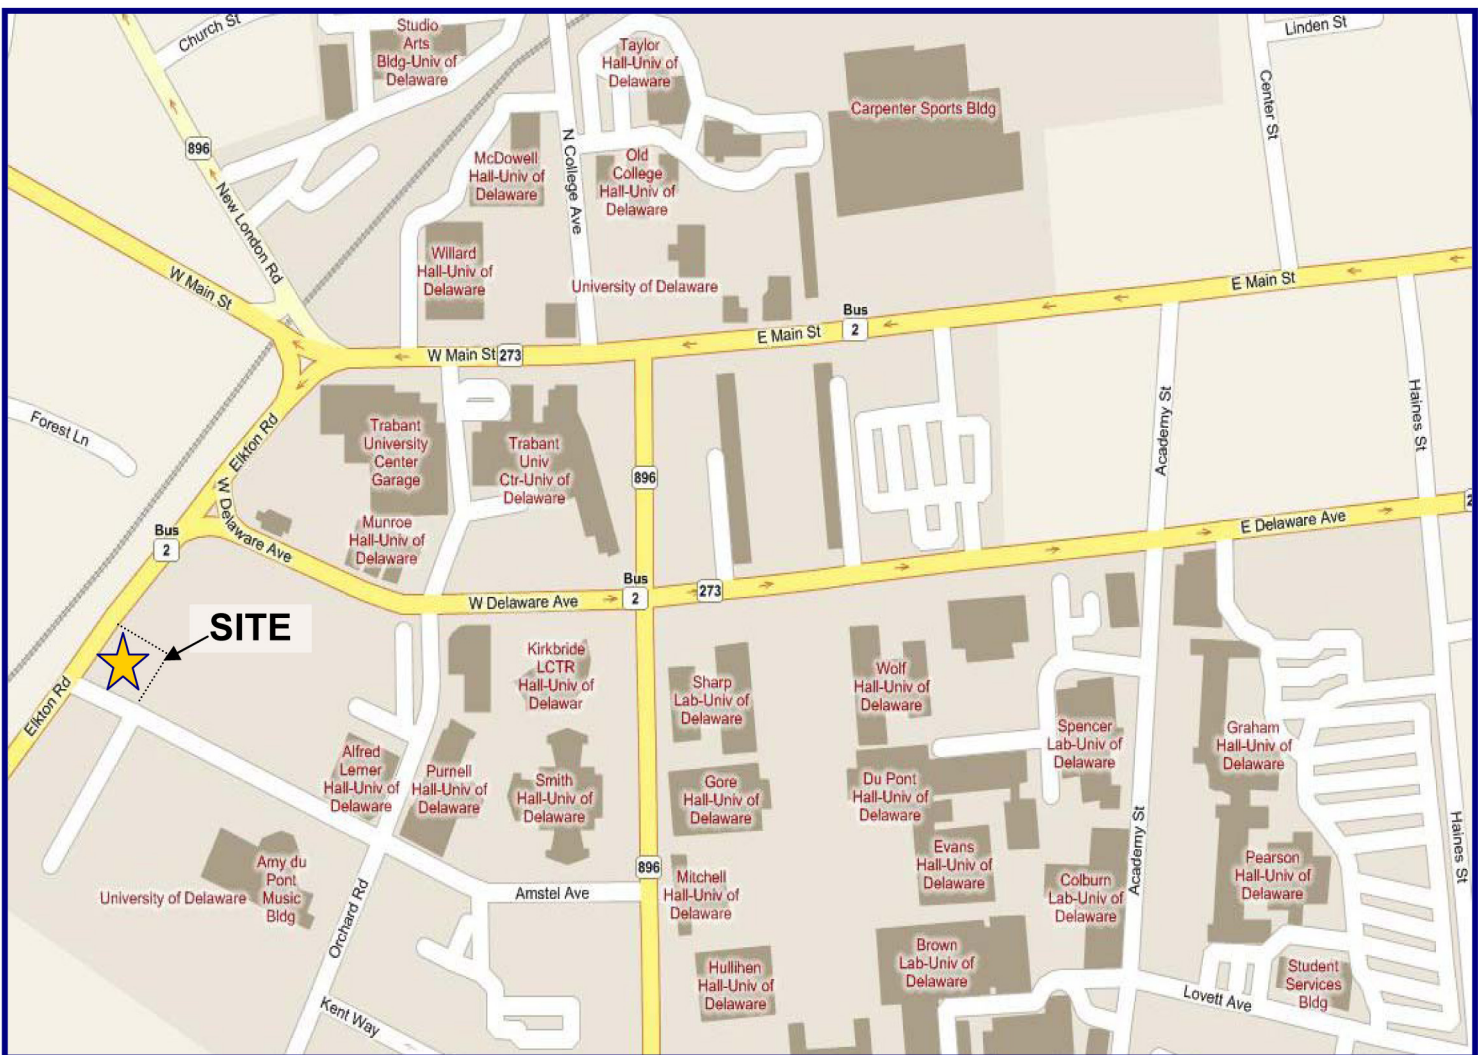 Church St
Studio
Arts
Bldg-Univ of
Delaware
Taylor
Hall-Univ of
Delaware
Linden St
Carpenter Sports Bldg
Center St
896
McDowell
Hall-Univ of
Delaware
N College Ave
Old
College
Hall-Univ of
Delaware
New London Rd
Willard
Hall-Univ of
Delaware
University of Delaware
W Main St
E Main St
Bus
2
E Main St
W Main St
273
Forest Ln
Elkton Rd
Trabant
University
Center
Garage
Trabant
Univ
Ctr-Univ of
Delaware
896
Academy St
Haines St
W Delaware Ave
Munroe
Hall-Univ of
Delaware
Bus
2
E Delaware Ave
2
W Delaware Ave
Bus
2
273
SITE
Elkton Rd
Kirkbride
LCTR
Hall-Univ of
Delawar
Sharp
Lab-Univ of
Delaware
Wolf
Hall-Univ of
Delaware
Spencer
Lab-Univ of
Delaware
Graham
Hall-Univ of
Delaware
Alfred
Lerner
Hall-Univ of
Delaware
Purnell
Hall-Univ of
Delaware
Smith
Hall-Univ of
Delaware
Gore
Hall-Univ of
Delaware
Du Pont
Hall-Univ of
Delaware
Academy St
Haines St
University of Delaware
Amy du
Pont
Music
Bldg
Orchard Rd
Amstel Ave
896
Mitchell
Hall-Univ of
Delaware
Evans
Hall-Univ of
Delaware
Colburn
Lab-Univ of
Delaware
Pearson
Hall-Univ of
Delaware
Kent Way
Hullihen
Hall-Univ of
Delaware
Brown
Lab-Univ of
Delaware
Lovett Ave
Student
Services
Bldg